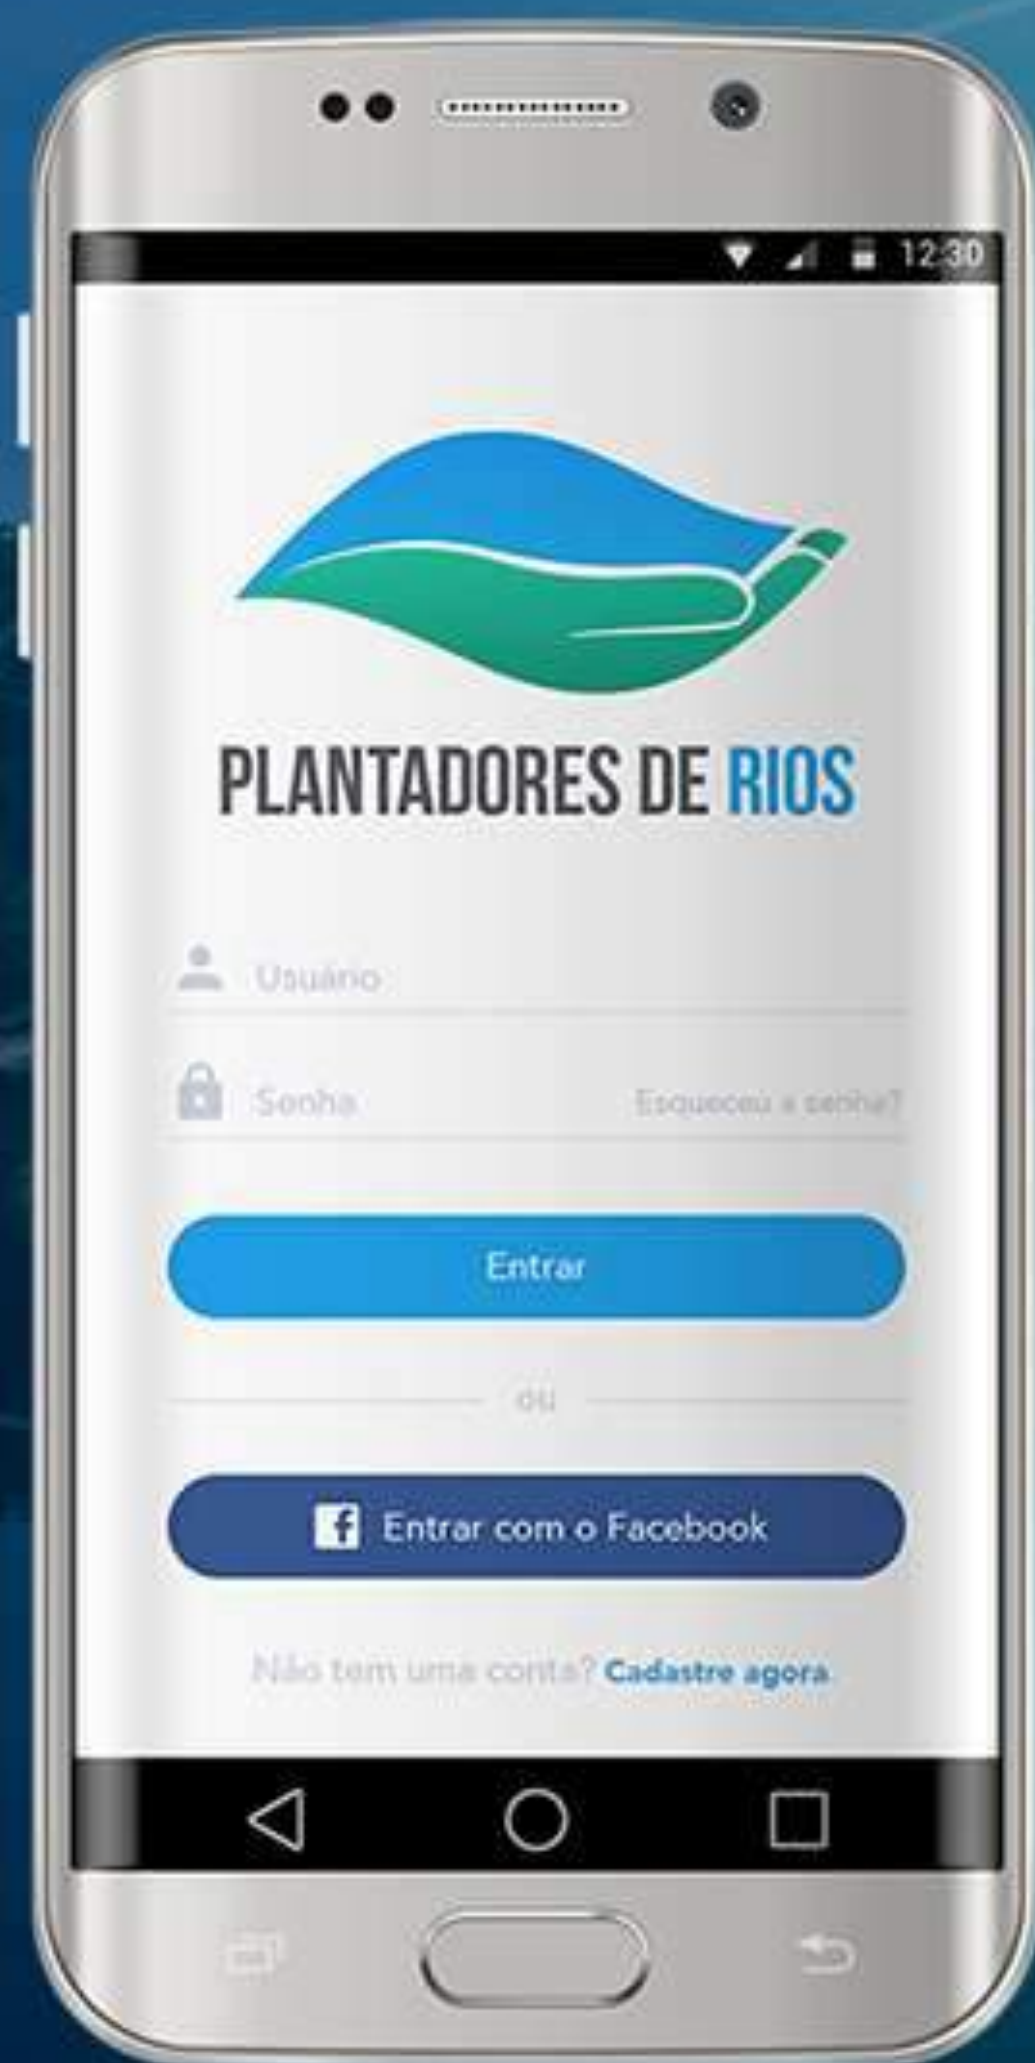 12:30
PLANTADORES DE RIOS
Usuário
Senha
Esqueceu a senha?
Entrar
ou
Entrar com o Facebook
Não tem uma conta? Cadastre agora